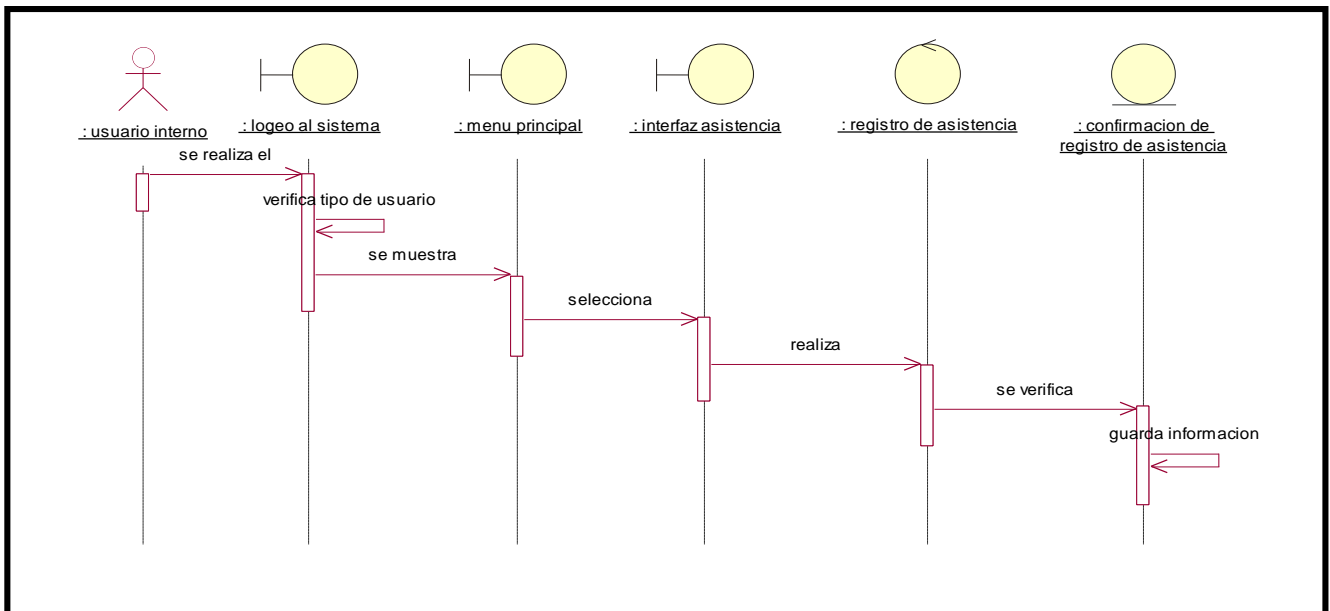 : usuario interno
: logeo al sistema
: menu principal
: interfaz asistencia
: registro de asistencia
: confirmacion de
registro de asistencia
se realiza el
verifica tipo de usuario
se muestra
selecciona
realiza
se verifica
guarda informacion